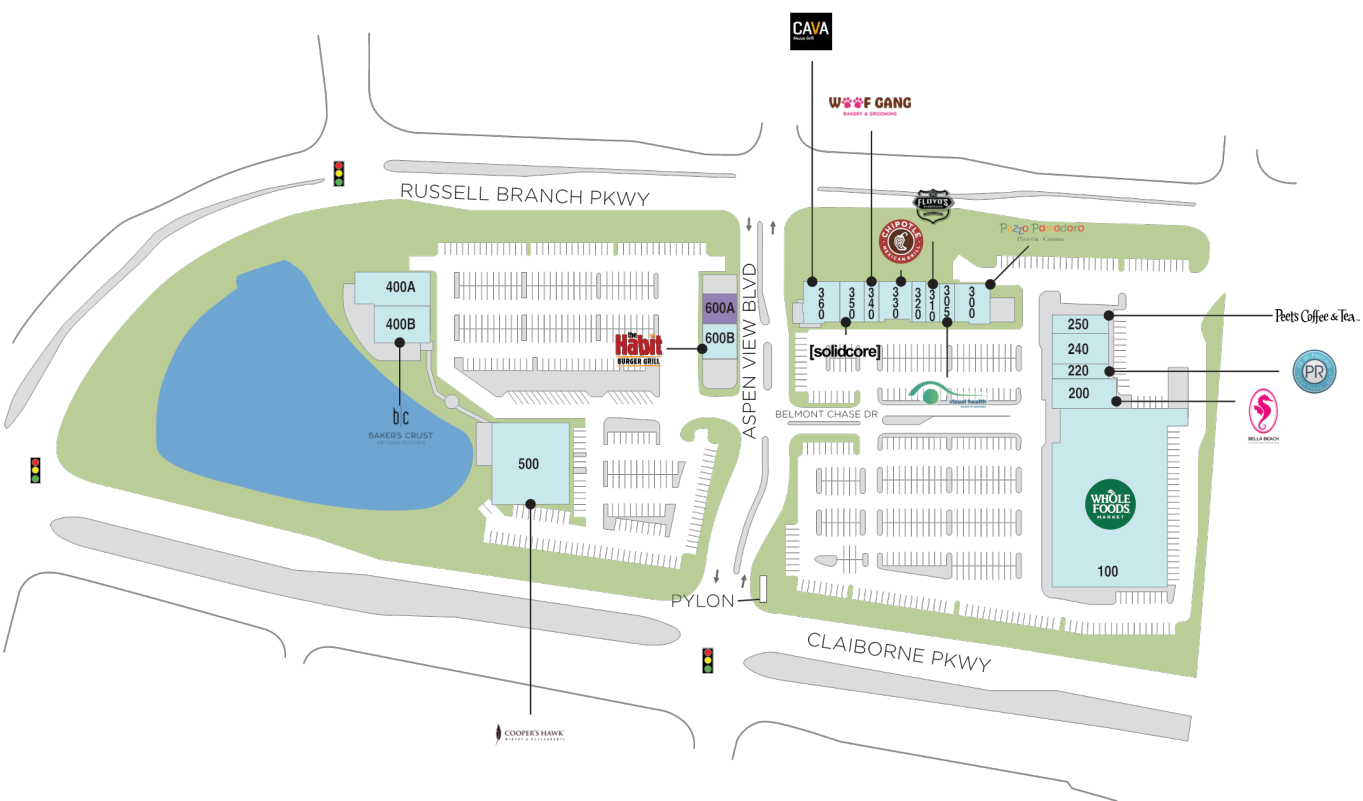 CAVA
Mezze Grill
WOOF GANG
BAKERY & GROOMING
RUSSELL BRANCH PKWY
FLOYD'S
CHIPOTLE
MEXICAN GRILL
Pazzo Pomodoro
Pizzeria - Cantina
400A
400B
600A
600B
the
Habit
BURGER GRILL
ASPEN VIEW BLVD
360
350
340
330
320
310
305
300
[solidcore]
visual health
BELMONT CHASE DR
250
240
220
200
Peet's Coffee & Tea
PR
BELLA BEACH
b|c
BAKER'S CRUST
ARTISAN KITCHEN
500
WHOLE
FOODS
MARKET
100
PYLON
CLAIBORNE PKWY
COOPER'S HAWK
WINERY & RESTAURANTS